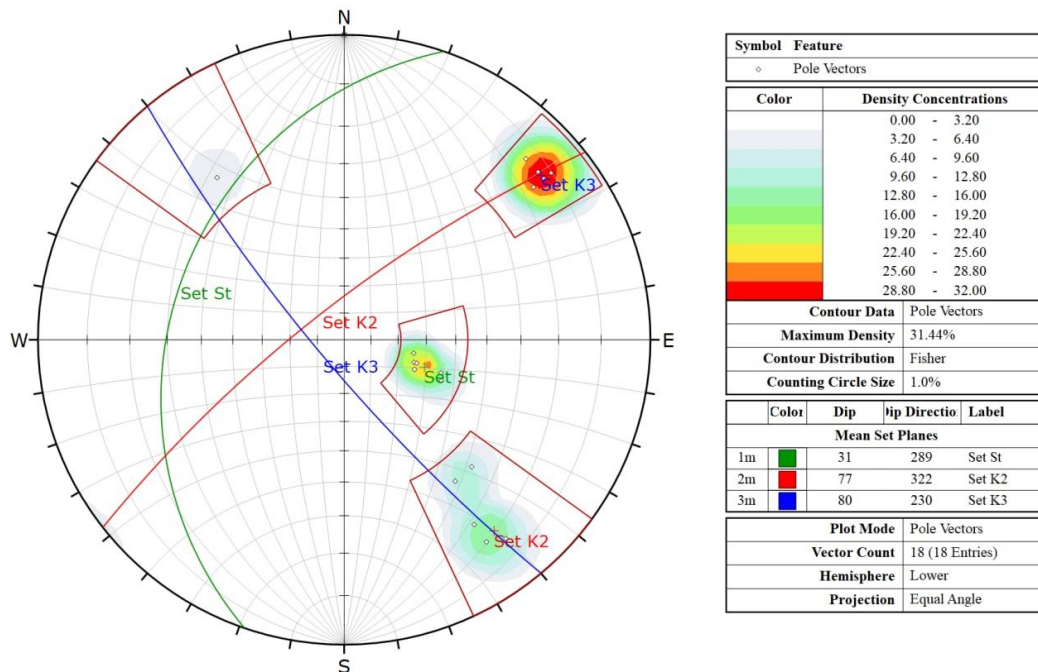 N
W
E
S
Set St
Set K2
Set K3
Set K3
Set St
Set K2
Symbol Feature
Pole Vectors
Color Density Concentrations
0.00 - 3.20
3.20 - 6.40
6.40 - 9.60
9.60 - 12.80
12.80 - 16.00
16.00 - 19.20
19.20 - 22.40
22.40 - 25.60
25.60 - 28.80
28.80 - 32.00
Contour Data Pole Vectors
Maximum Density 31.44%
Contour Distribution Fisher
Counting Circle Size 1.0%
Color Dip Dip Directio Label
Mean Set Planes
1m 31 289 Set St
2m 77 322 Set K2
3m 80 230 Set K3
Plot Mode Pole Vectors
Vector Count 18 (18 Entries)
Hemisphere Lower
Projection Equal Angle